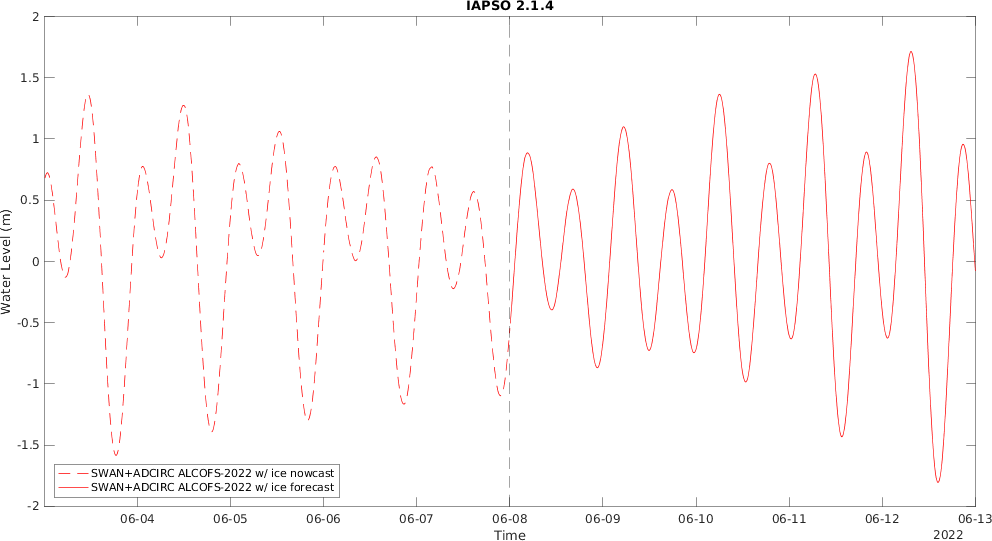 IAPSO 2.1.4
2
1.5
1
0.5
0
-0.5
-1
-1.5
-2
Water Level (m)
SWAN+ADCIRC ALCOFS-2022 w/ ice nowcast
SWAN+ADCIRC ALCOFS-2022 w/ ice forecast
06-04 06-05 06-06 06-07 06-08 06-09 06-10 06-11 06-12 06-13
Time
2022